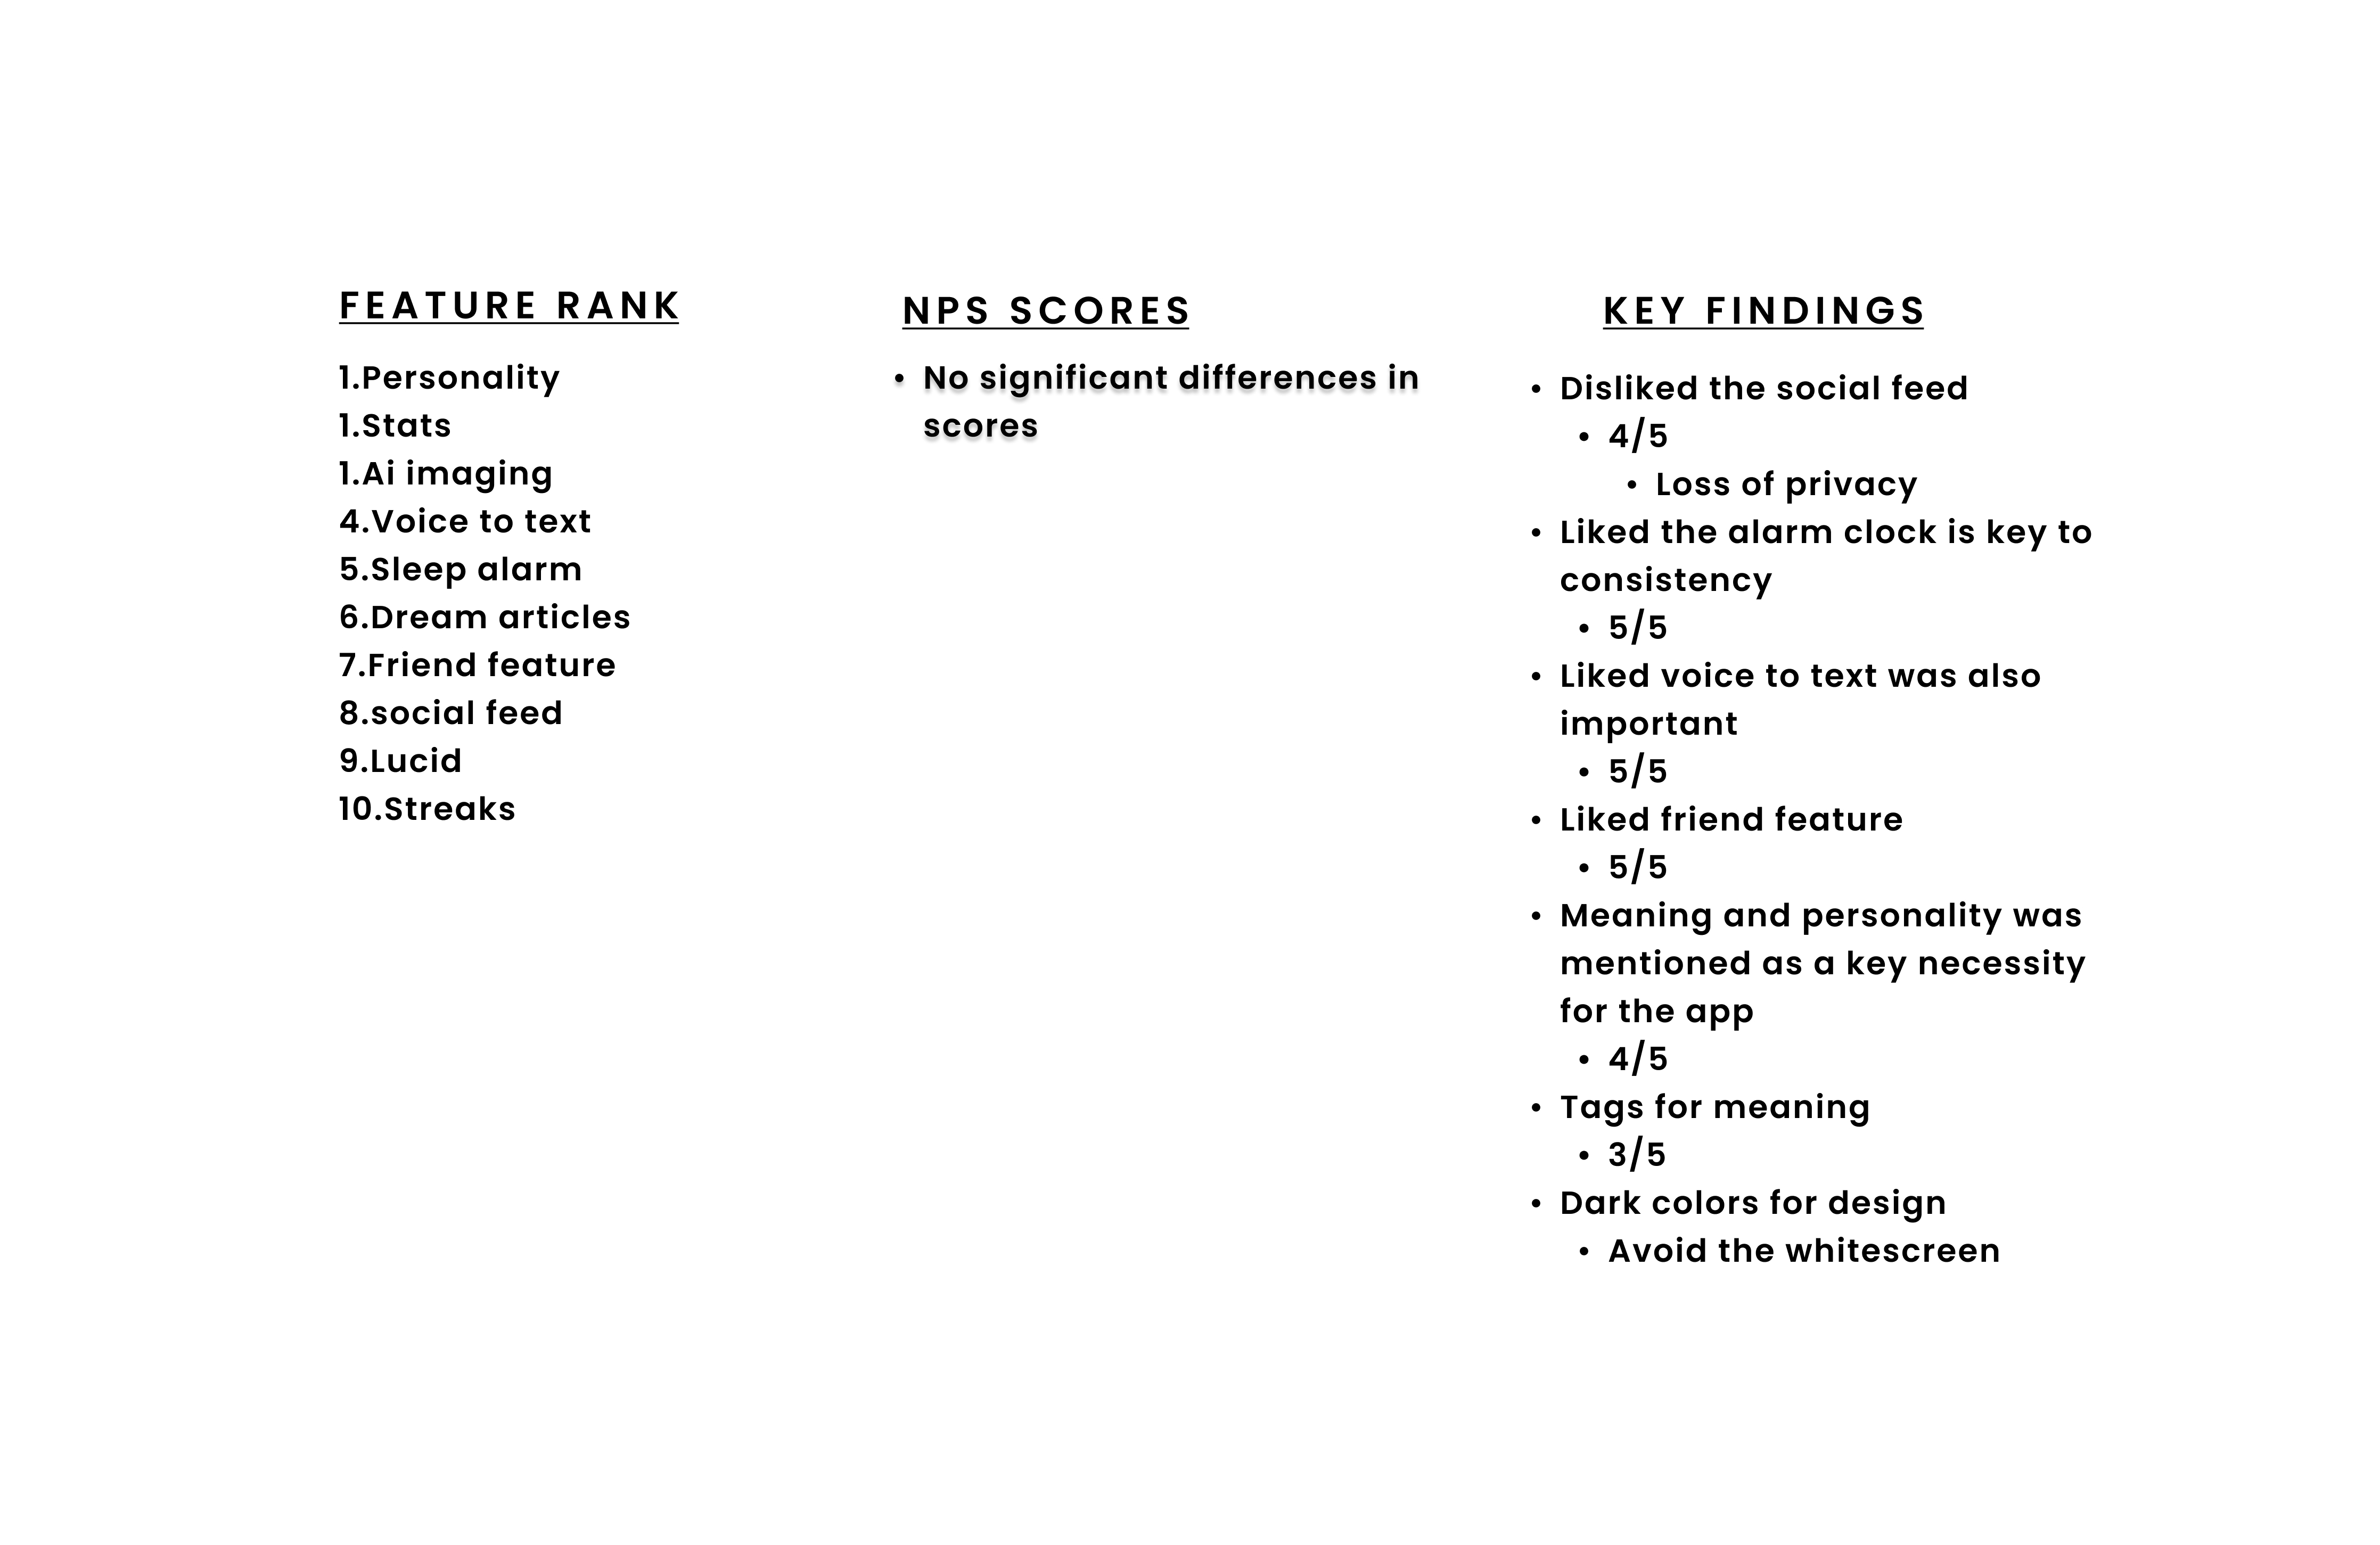 FEATURE RANK
1.Personality
1.Stats
1.Ai imaging
4.Voice to text
5.Sleep alarm
6.Dream articles
7.Friend feature
8.social feed
9.Lucid
10.Streaks
NPS SCORES
• No significant differences in
scores
KEY FINDINGS
• Disliked the social feed
• 4/5
• Loss of privacy
• Liked the alarm clock is key to
consistency
• 5/5
• Liked voice to text was also
important
• 5/5
• Liked friend feature
• 5/5
• Meaning and personality was
mentioned as a key necessity
for the app
• 4/5
• Tags for meaning
• 3/5
• Dark colors for design
• Avoid the whitescreen